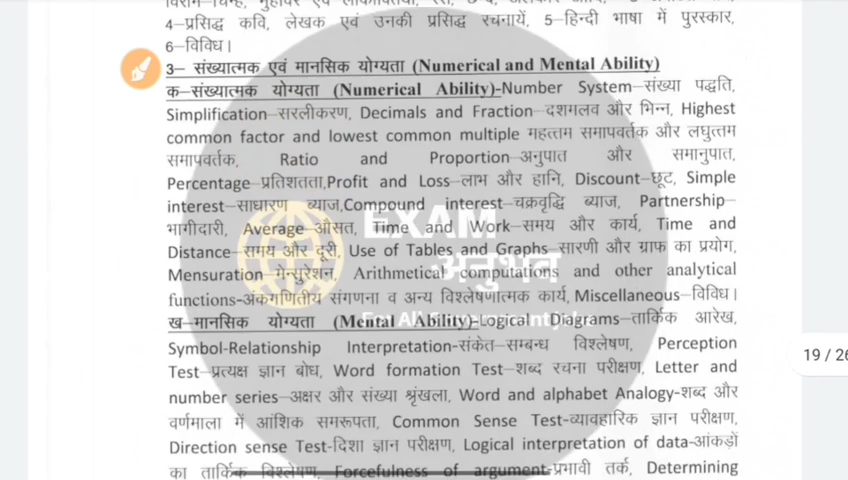 4–प्रसिद्ध कवि, लेखक एवं उनकी प्रसिद्ध रचनायें, 5–हिन्दी भाषा में पुरस्कार,
6–विविध।
3– संख्यात्मक एवं मानसिक योग्यता (Numerical and Mental Ability)
क–संख्यात्मक योग्यता (Numerical Ability)-Number System–संख्या पद्धति,
Simplification–सरलीकरण, Decimals and Fraction–दशमलव और भिन्न, Highest
common factor and lowest common multiple महत्तम समापवर्तक और लघुत्तम
समापवर्तक, Ratio and Proportion–अनुपात और समानुपात,
Percentage–प्रतिशतता,Profit and Loss–लाभ और हानि, Discount–छूट, Simple
interest–साधारण ब्याज,Compound interest–चक्रवृद्धि ब्याज, Partnership–
भागीदारी, Average–औसत, Time and Work–समय और कार्य, Time and
Distance–समय और दूरी, Use of Tables and Graphs–सारणी और ग्राफ का प्रयोग,
Mensuration–मेन्सुरेशन, Arithmetical computations and other analytical
functions-अंकगणितीय संगणना व अन्य विश्लेषणात्मक कार्य, Miscellaneous–विविध।
ख–मानसिक योग्यता (Mental Ability)-Logical Diagrams–तार्किक आरेख,
Symbol-Relationship Interpretation-संकेत–सम्बन्ध विश्लेषण, Perception
Test–प्रत्यक्ष ज्ञान बोध, Word formation Test–शब्द रचना परीक्षण, Letter and
number series–अक्षर और संख्या श्रृंखला, Word and alphabet Analogy-शब्द और
वर्णमाला में आंशिक समरूपता, Common Sense Test-व्यावहारिक ज्ञान परीक्षण,
Direction sense Test-दिशा ज्ञान परीक्षण, Logical interpretation of data-आंकड़ों
का तार्किक विश्लेषण, Forcefulness of argument-प्रभावी तर्क, Determining
EXAM
अनुभव
For All
19 / 26